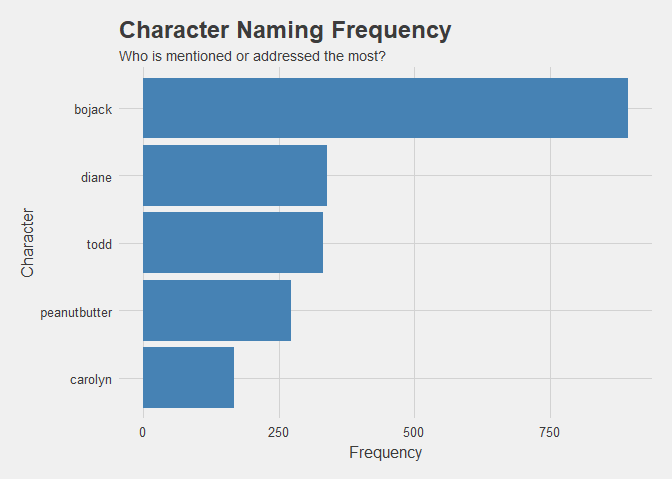 Character Naming Frequency
Who is mentioned or addressed the most?
Character
bojack
diane
todd
peanutbutter
carolyn
0 250 500 750
Frequency